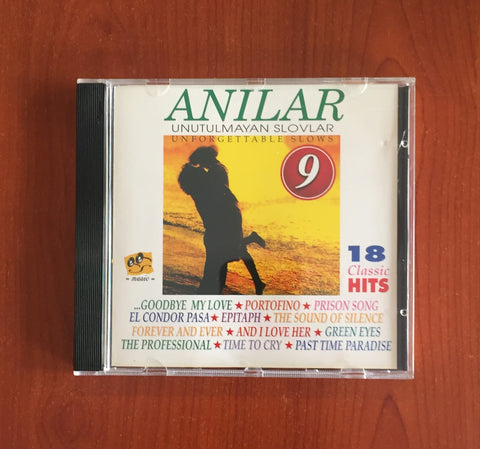 ANILAR
UNUTULMAYAN SLOVLAR
UNFORGETTABLE SLOWS
9
18
Classic
HITS
music
...GOODBYE MY LOVE ★ PORTOFINO ★ PRISON SONG
EL CONDOR PASA ★ EPITAPH ★ THE SOUND OF SILENCE
FOREVER AND EVER ★ AND I LOVE HER ★ GREEN EYES
THE PROFESSIONAL ★ TIME TO CRY ★ PAST TIME PARADISE